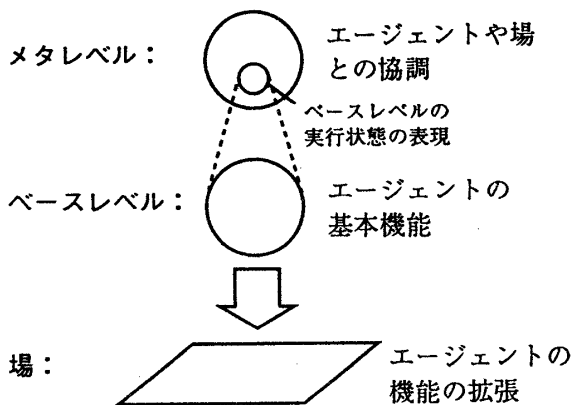 メタレベル：
エージェントや場
との協調
ベースレベルの
実行状態の表現
ベースレベル：
エージェントの
基本機能
場：
エージェントの
機能の拡張